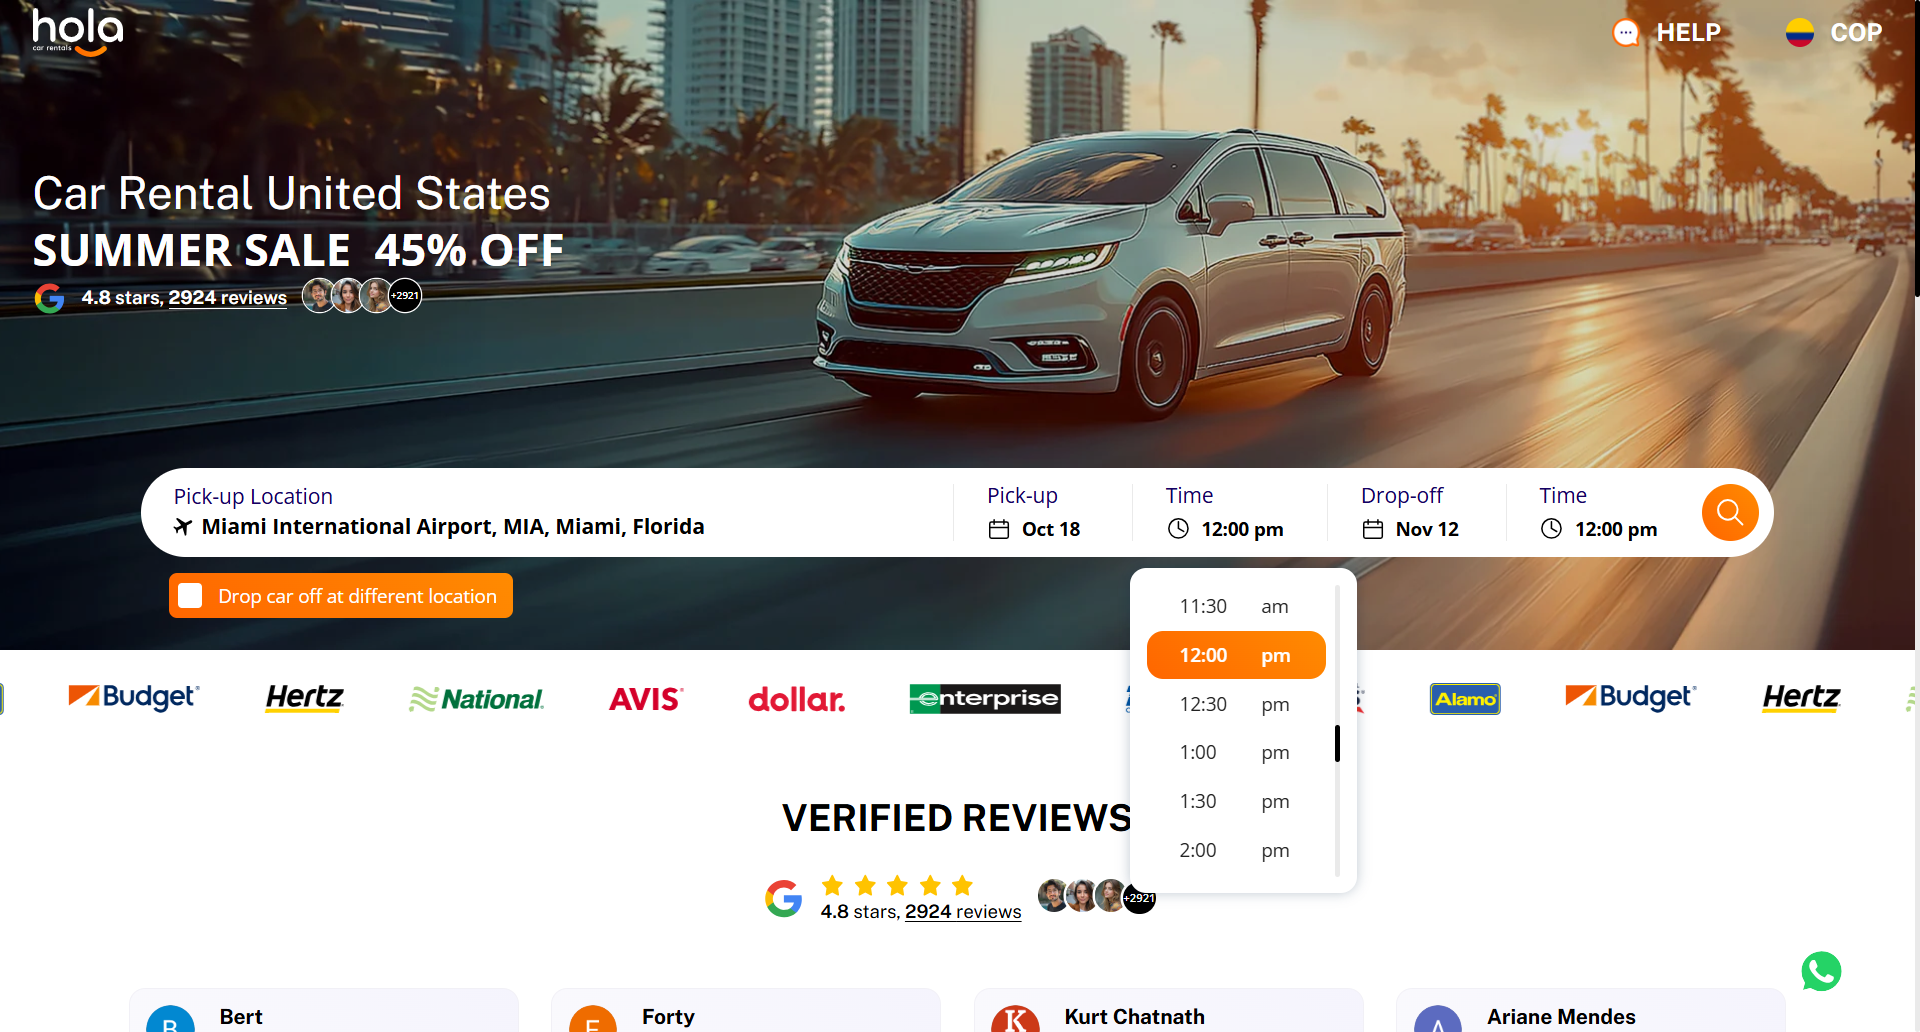 hola
car rentals
HELP
COP
Car Rental United States
SUMMER SALE 45% OFF
4.8 stars, 2924 reviews
+2921
Pick-up Location
Miami International Airport, MIA, Miami, Florida
Pick-up
Oct 18
Time
12:00 pm
Drop-off
Nov 12
Time
12:00 pm
Drop car off at different location
11:30 am
12:00 pm
12:30 pm
1:00 pm
1:30 pm
2:00 pm
Budget
Hertz
National
AVIS
dollar.
enterprise
Alamo
Budget
Hertz
VERIFIED REVIEWS
4.8 stars, 2924 reviews
+2921
B
Bert
F
Forty
K
Kurt Chatnath
A
Ariane Mendes